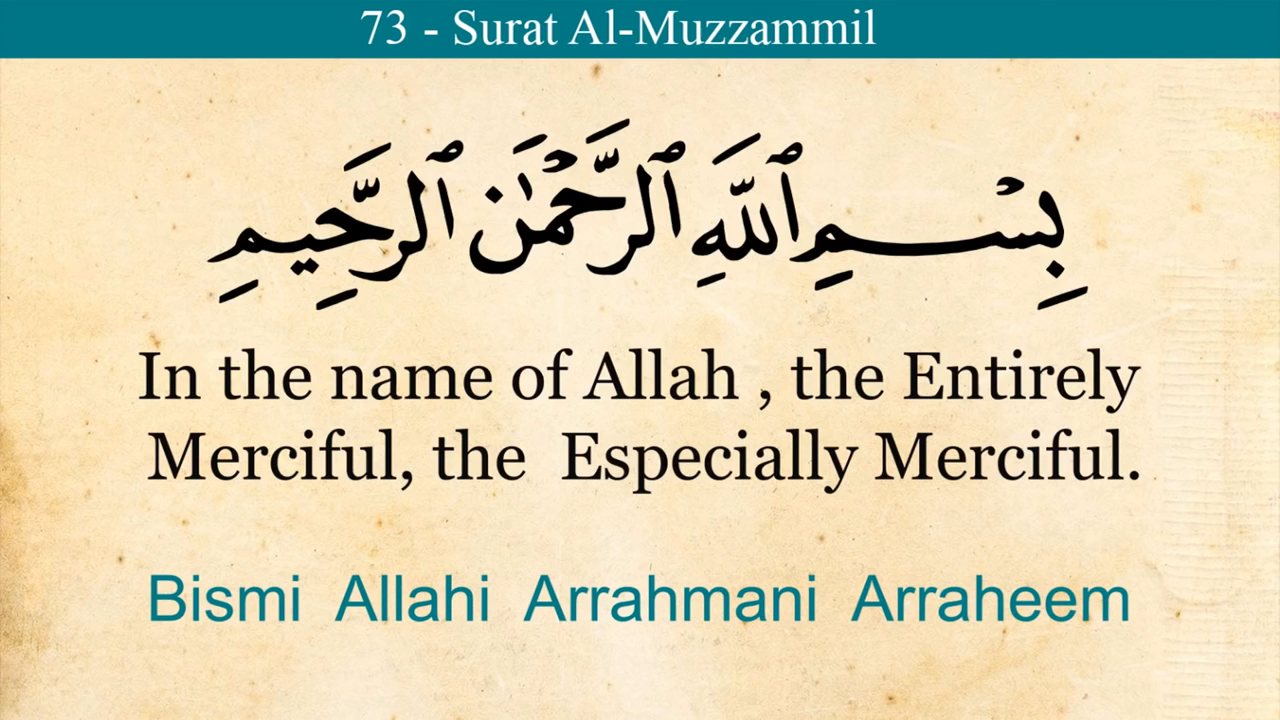 73 - Surat Al-Muzzammil
بِسْمِ ٱللَّهِ ٱلرَّحْمَٰنِ ٱلرَّحِيمِ
In the name of Allah , the Entirely
Merciful, the Especially Merciful.
Bismi Allahi Arrahmani Arraheem